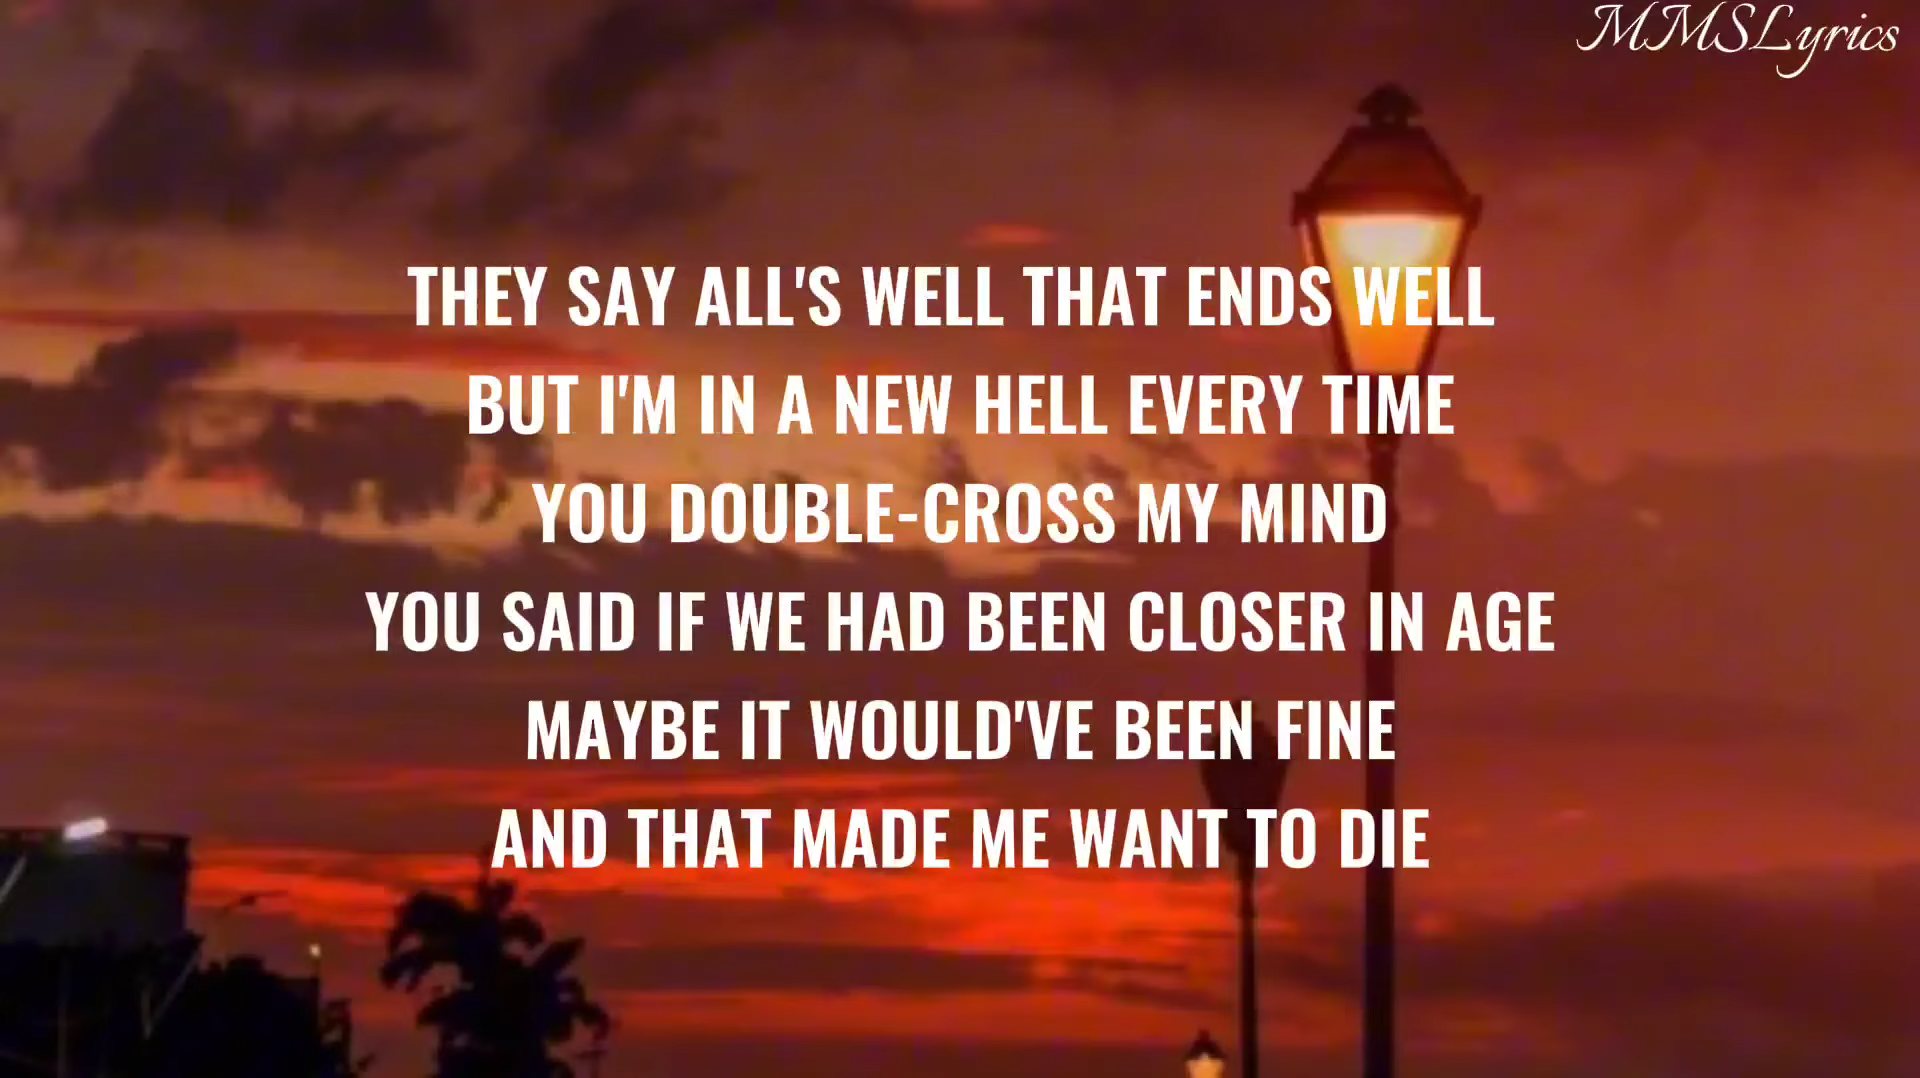 MMSLyrics
THEY SAY ALL'S WELL THAT ENDS WELL
BUT I'M IN A NEW HELL EVERY TIME
YOU DOUBLE-CROSS MY MIND
YOU SAID IF WE HAD BEEN CLOSER IN AGE
MAYBE IT WOULD'VE BEEN FINE
AND THAT MADE ME WANT TO DIE